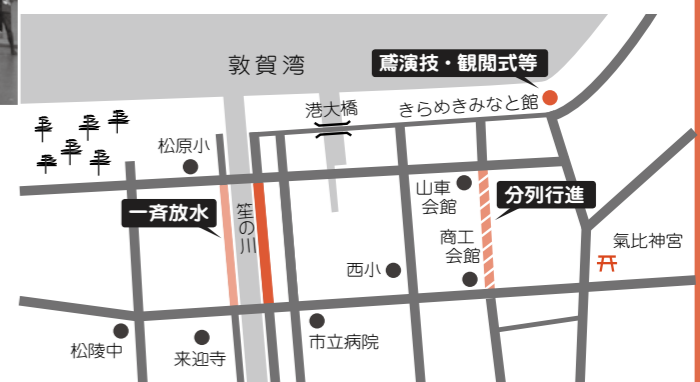 敦賀湾
鳶演技・観閲式等
港大橋
きらめきみなと館
松原小
一斉放水
笙の川
山車
会館
分列行進
商工
会館
氣比神宮
西小
松陵中
来迎寺
市立病院